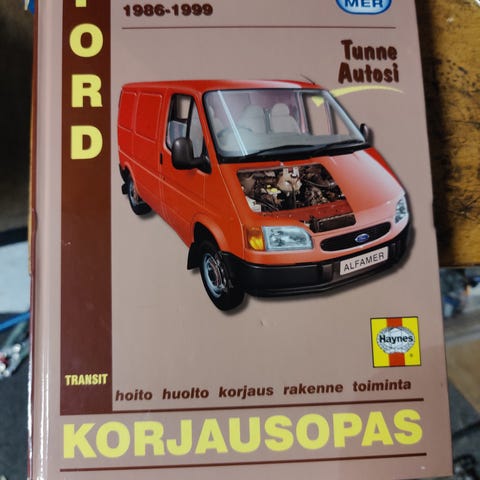 FORD
1986-1999
MER
Tunne
Autosi
ALFAMER
Haynes
TRANSIT
hoito huolto korjaus rakenne toiminta
KORJAUSOPAS